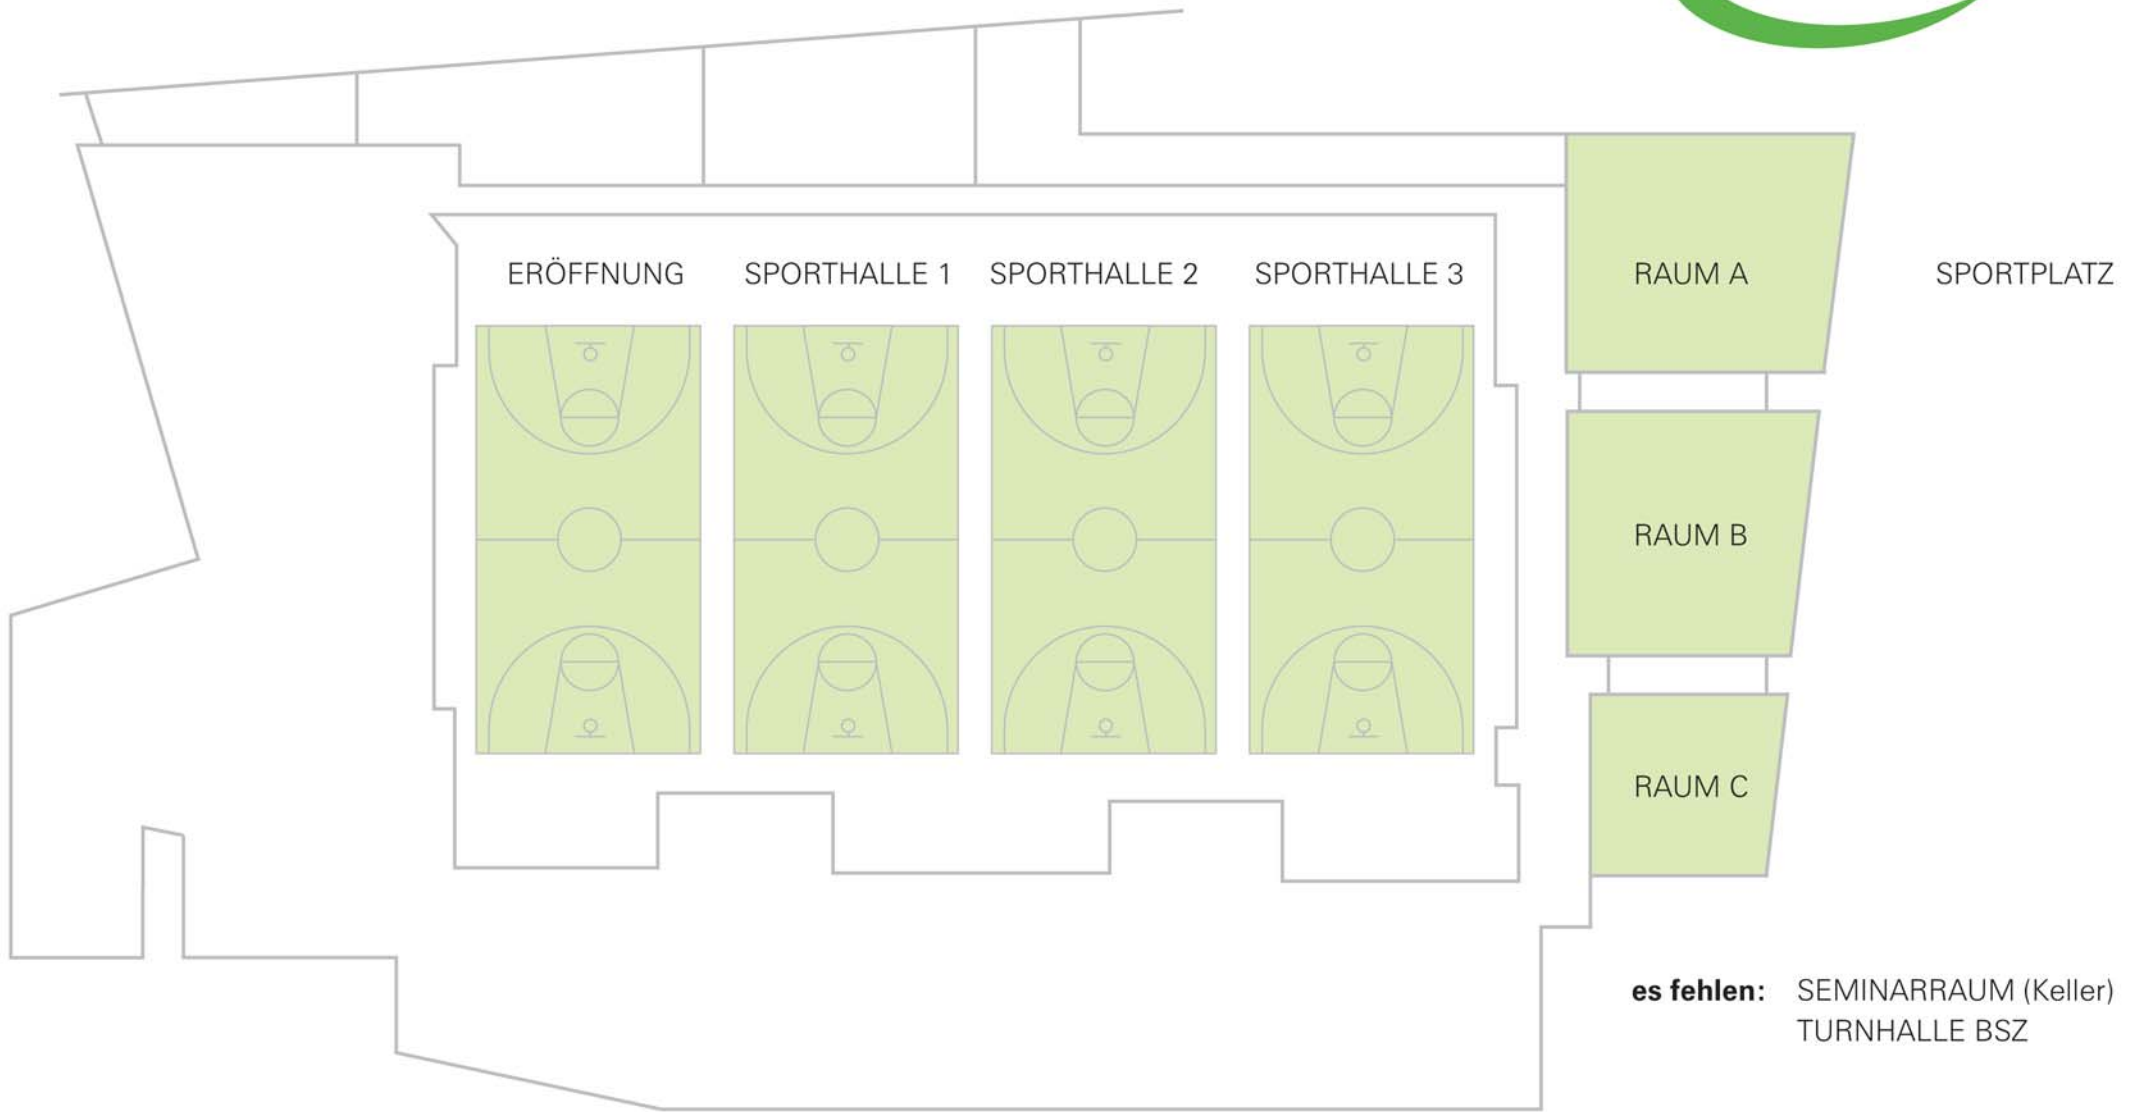 ERÖFFNUNG
SPORTHALLE 1
SPORTHALLE 2
SPORTHALLE 3
RAUM A
SPORTPLATZ
RAUM B
RAUM C
es fehlen: SEMINARRAUM (Keller)
TURNHALLE BSZ